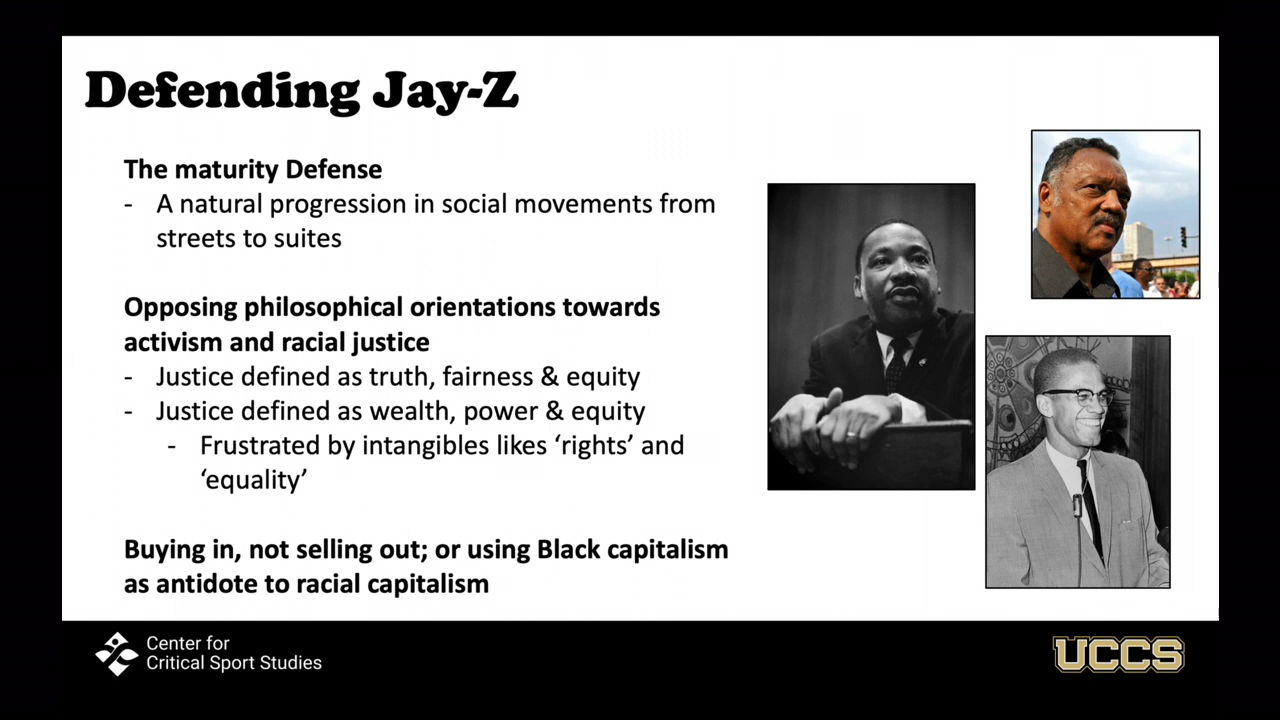 Defending Jay-Z
The maturity Defense
- A natural progression in social movements from
streets to suites
Opposing philosophical orientations towards
activism and racial justice
- Justice defined as truth, fairness & equity
- Justice defined as wealth, power & equity
- Frustrated by intangibles likes ‘rights’ and
‘equality’
Buying in, not selling out; or using Black capitalism
as antidote to racial capitalism
Center for
Critical Sport Studies
UCCS